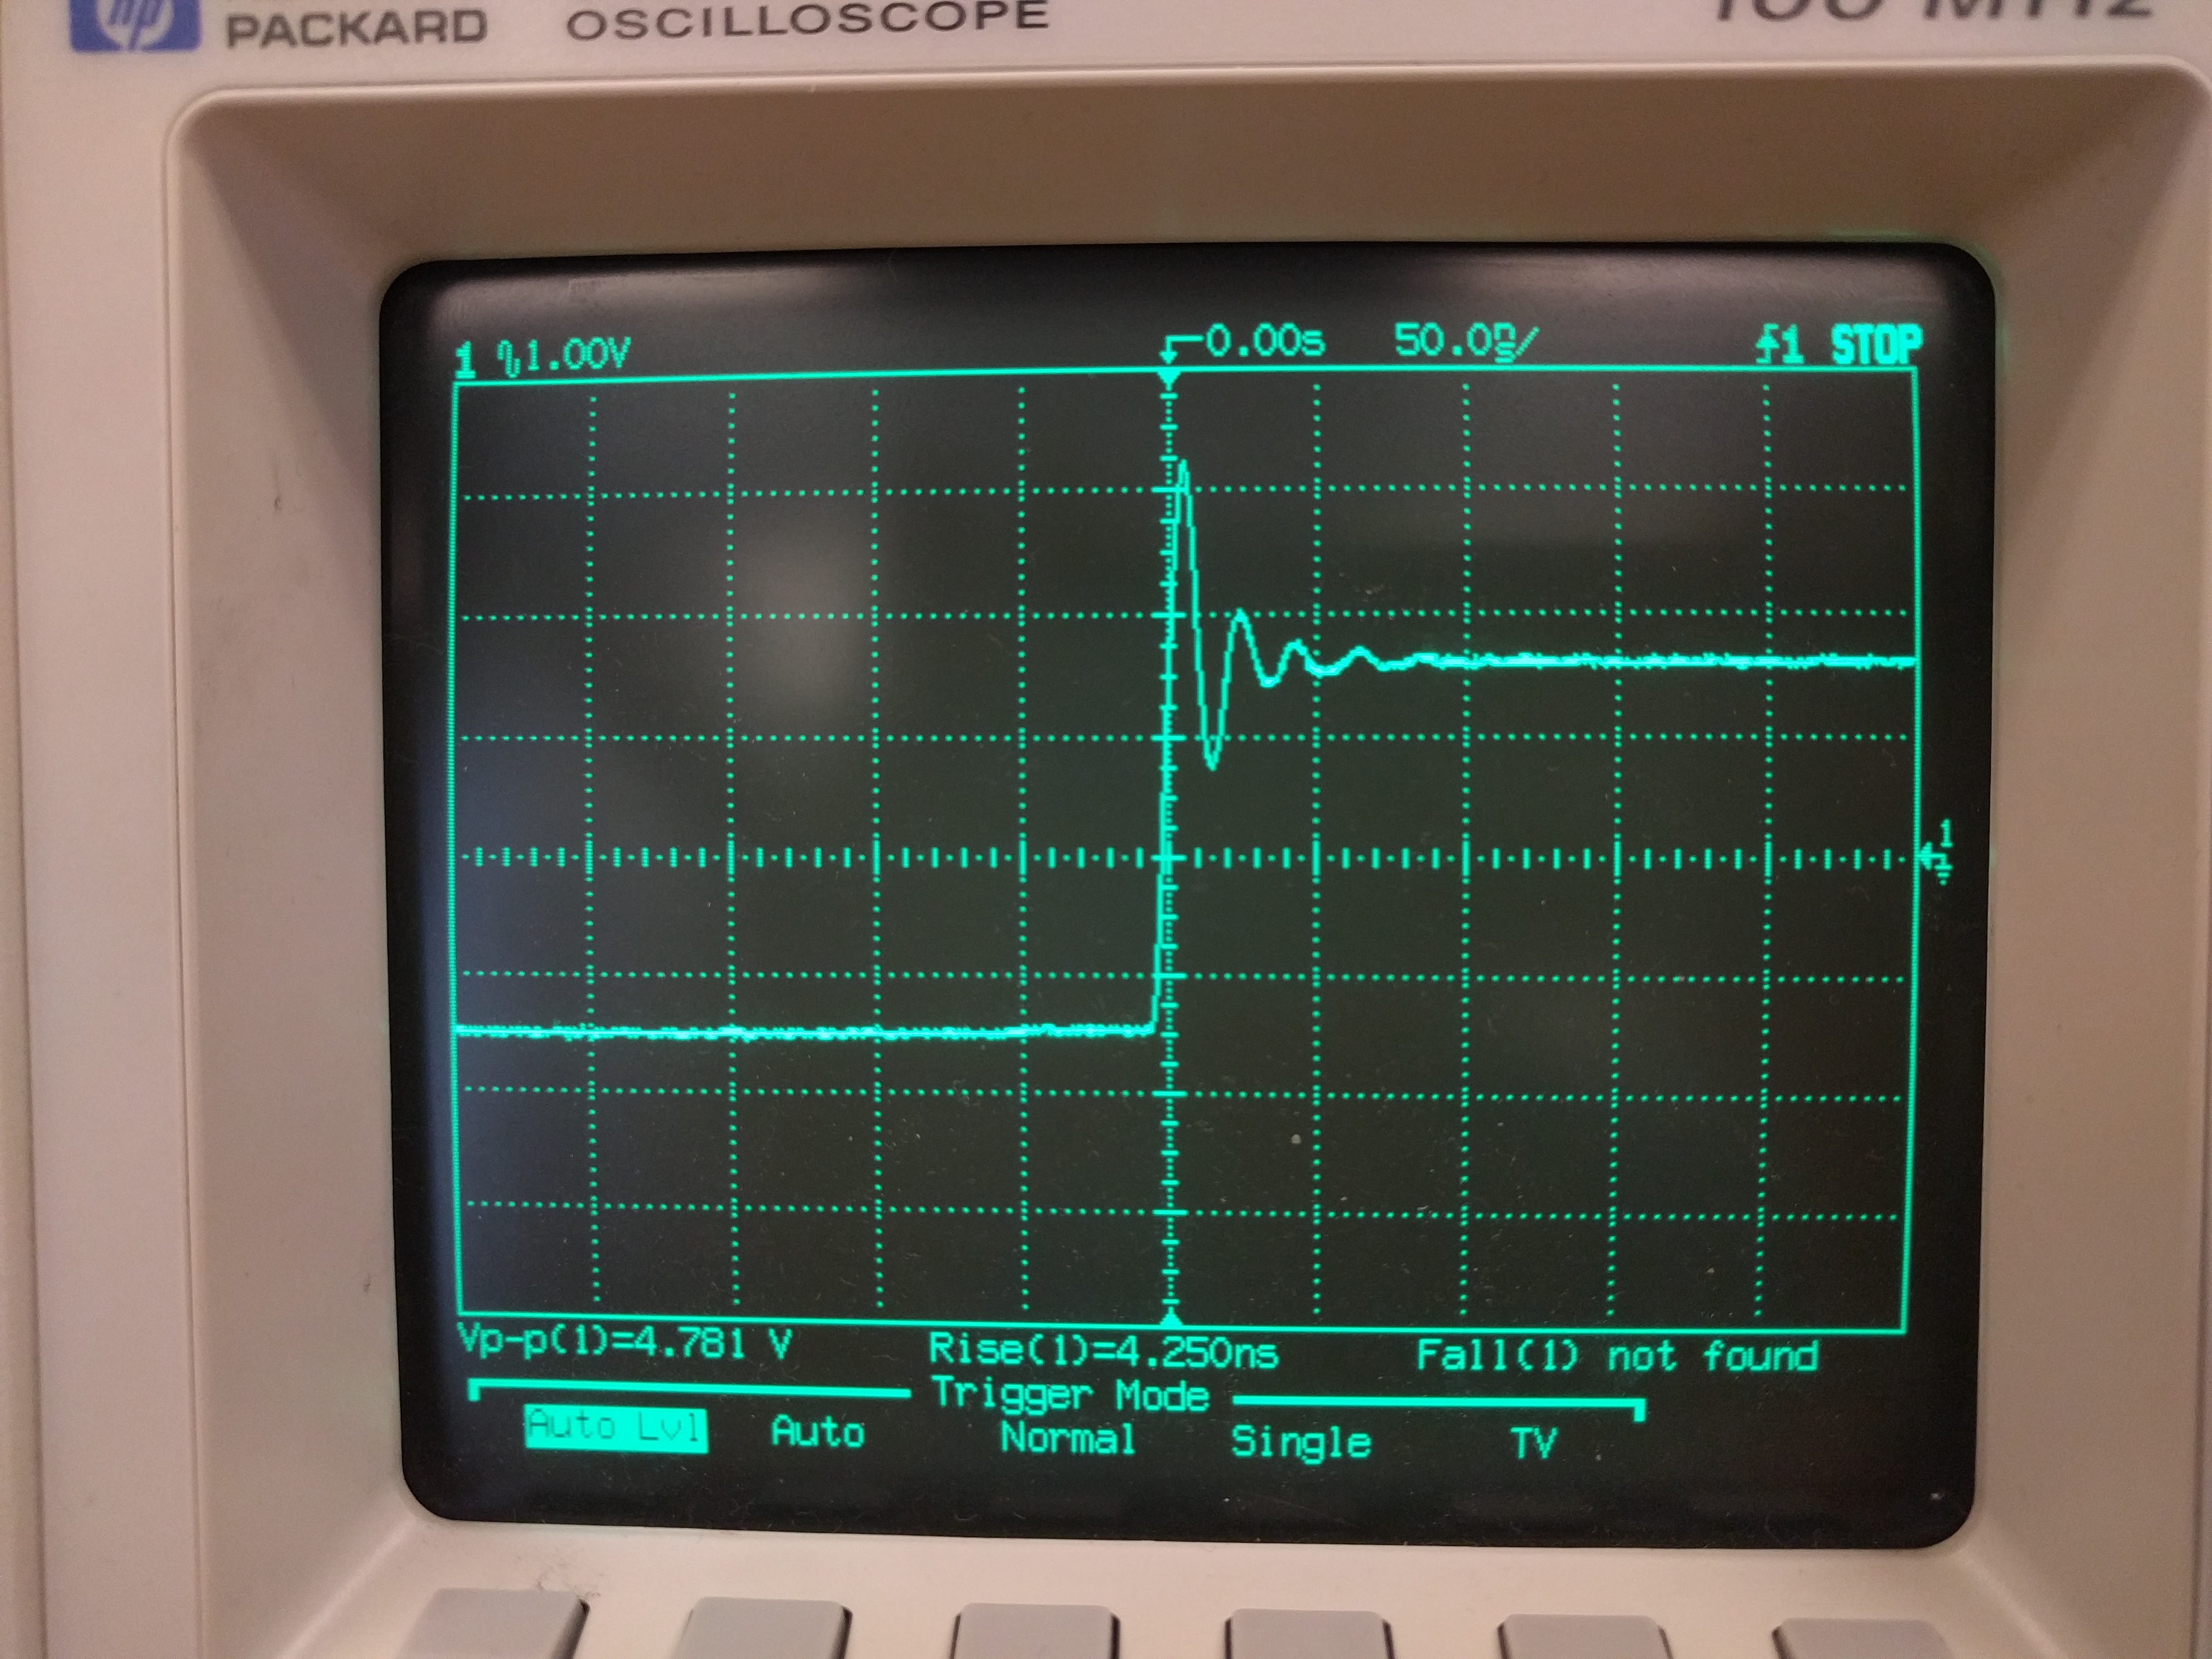 hp PACKARD OSCILLOSCOPE 100 MHz
1 1.00V 0.00s 50.0ns/ 1 STOP
1
Vp-p(1)=4.781 V Rise(1)=4.250ns Fall(1) not found
Trigger Mode
Auto Lvl Auto Normal Single TV